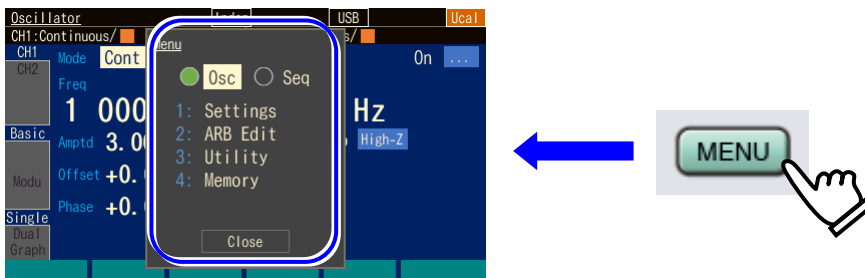 Oscillator USB Ucal
CH1:Continuous/ s/
CH1 Mode Cont On ...
CH2
Freq
1 000 Hz
Basic Amptd 3.0 High-Z
Modu Offset +0.
Phase +0.
Single
Dual
Graph
Menu
Osc Seq
1: Settings
2: ARB Edit
3: Utility
4: Memory
Close
MENU